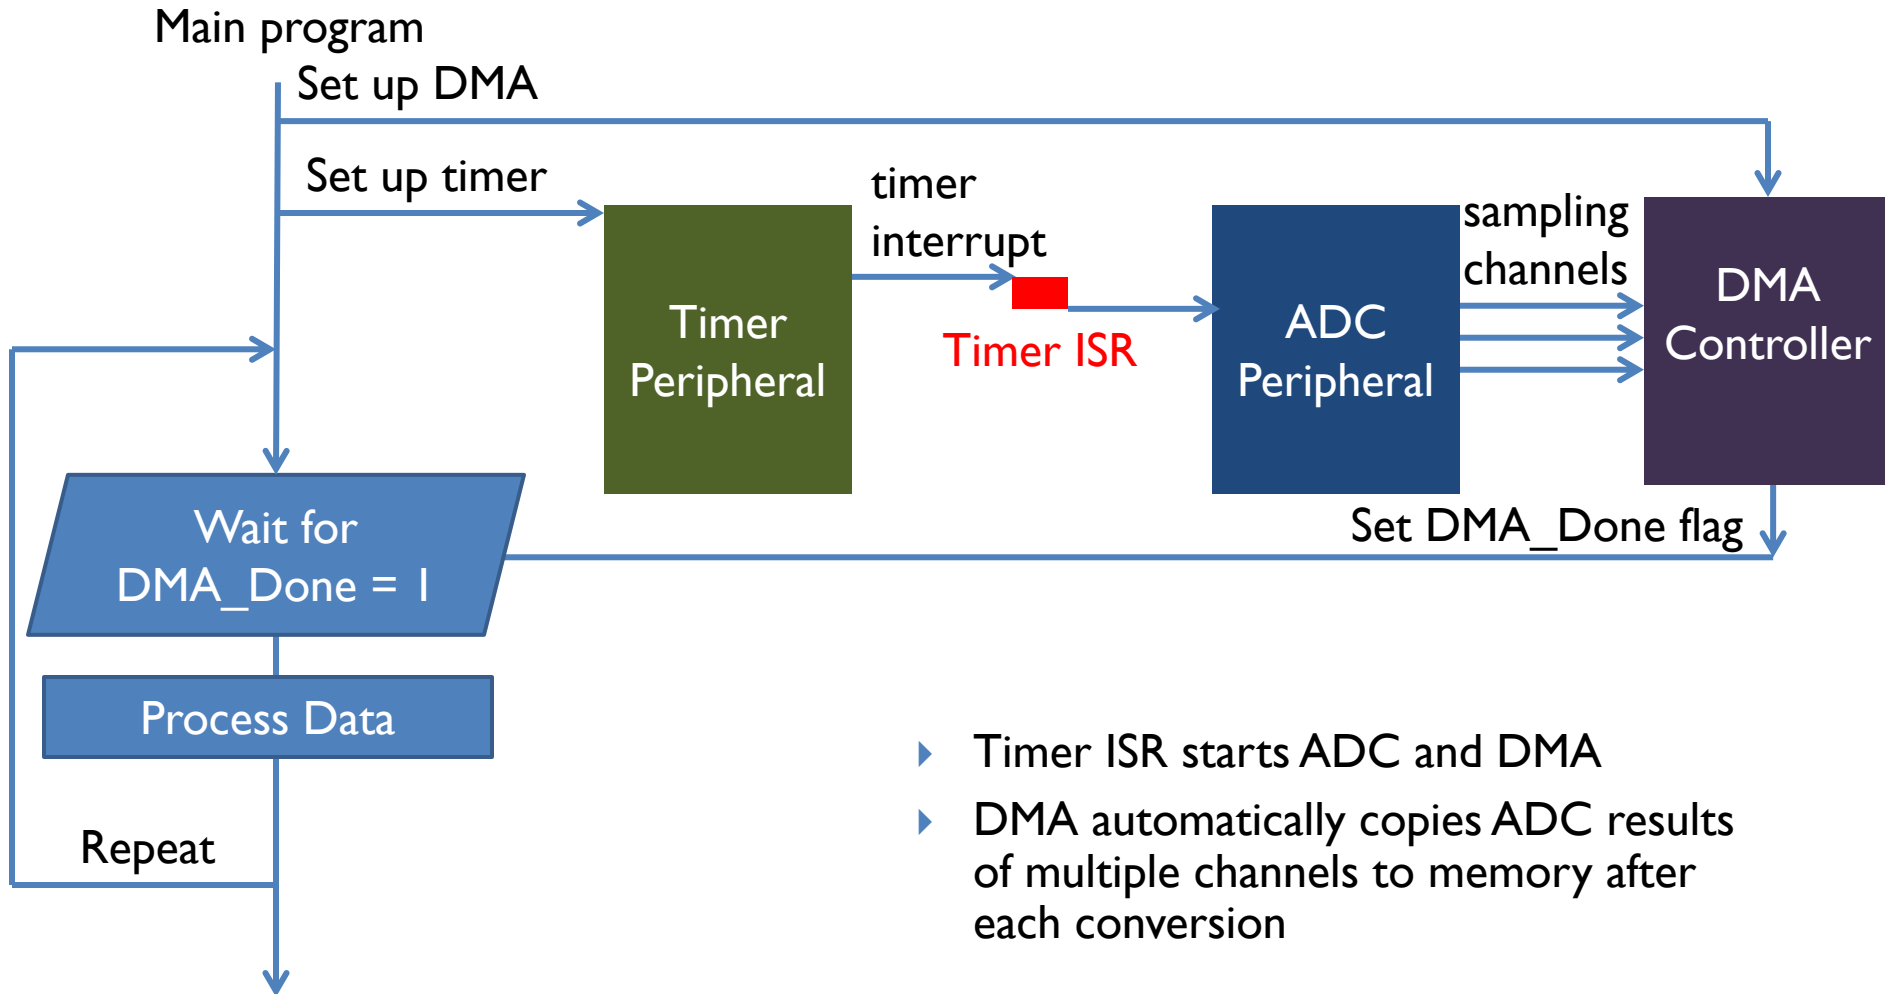 Main program
Set up DMA
Set up timer
timer
interrupt
Timer ISR
sampling
channels
Timer
Peripheral
ADC
Peripheral
DMA
Controller
Set DMA_Done flag
Wait for
DMA_Done = 1
Process Data
Repeat
Timer ISR starts ADC and DMA
DMA automatically copies ADC results
of multiple channels to memory after
each conversion